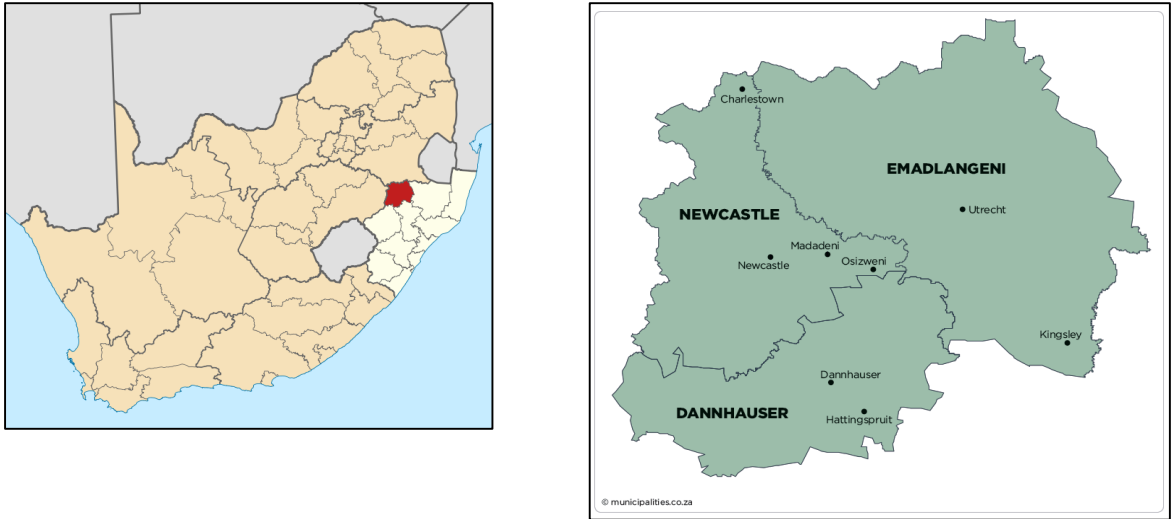 Charlestown
EMADLANGENI
Utrecht
NEWCASTLE
Madadeni
Newcastle
Osizweni
Kingsley
Dannhauser
DANNHAUSER
Hattingspruit
© municipalities.co.za